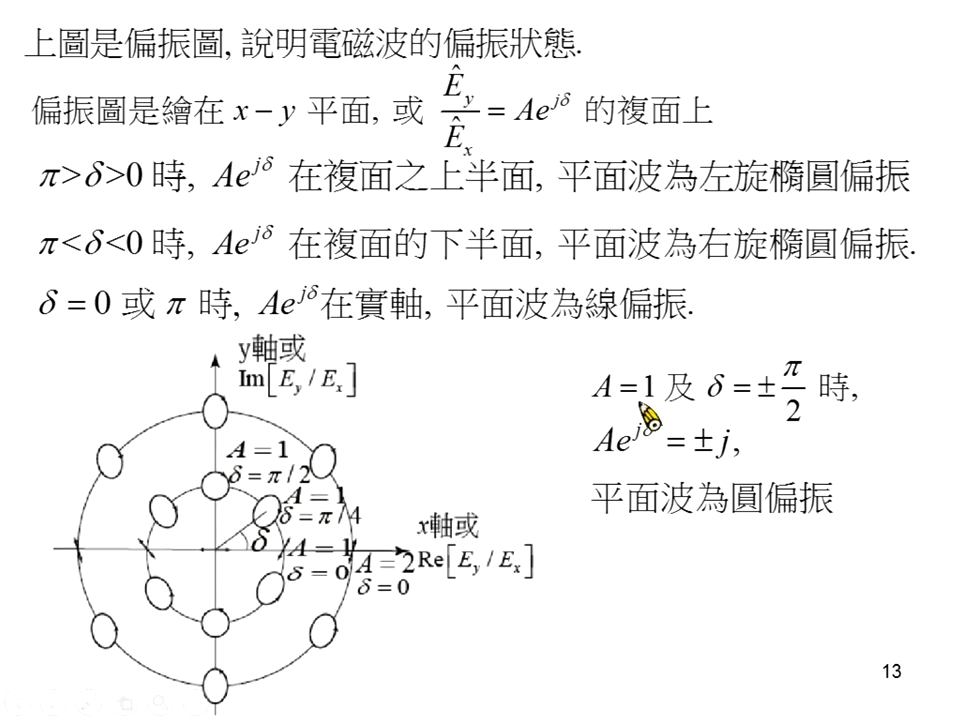 上圖是偏振圖, 說明電磁波的偏振狀態.
偏振圖是繪在 x − y 平面, 或 Ê_y / Ê_x = Ae^{jδ} 的複面上
π>δ>0 時, Ae^{jδ} 在複面之上半面, 平面波為左旋橢圓偏振
π<δ<0 時, Ae^{jδ} 在複面的下半面, 平面波為右旋橢圓偏振.
δ = 0 或 π 時, Ae^{jδ} 在實軸, 平面波為線偏振.
y軸或
Im[E_y / E_x]
A = 1
δ = π / 2
A = 1
δ = π / 4
δ
A = 1
δ = 0
A = 2
δ = 0
x軸或
Re[E_y / E_x]
A = 1 及 δ = ± π/2 時,
Ae^{jδ} = ± j,
平面波為圓偏振
13